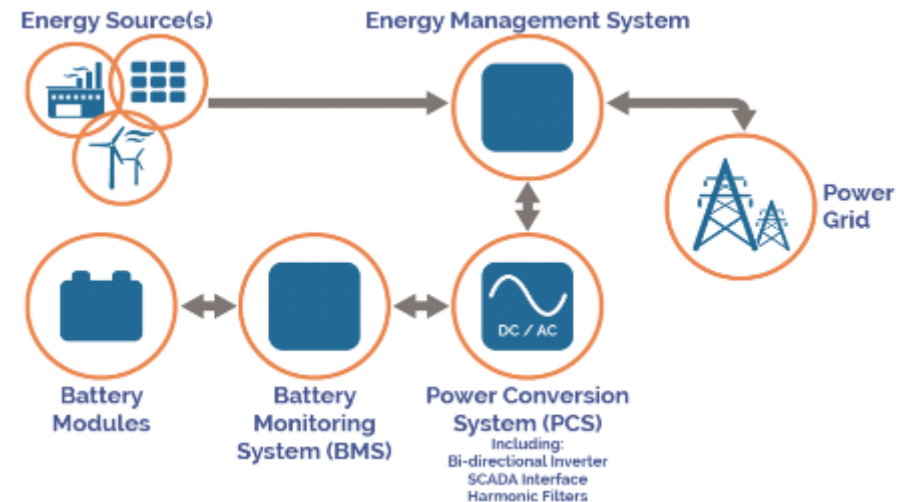 Energy Source(s)
Energy Management System
Power
Grid
DC / AC
Battery
Modules
Battery
Monitoring
System (BMS)
Power Conversion
System (PCS)
Including:
Bi-directional Inverter
SCADA Interface
Harmonic Filters